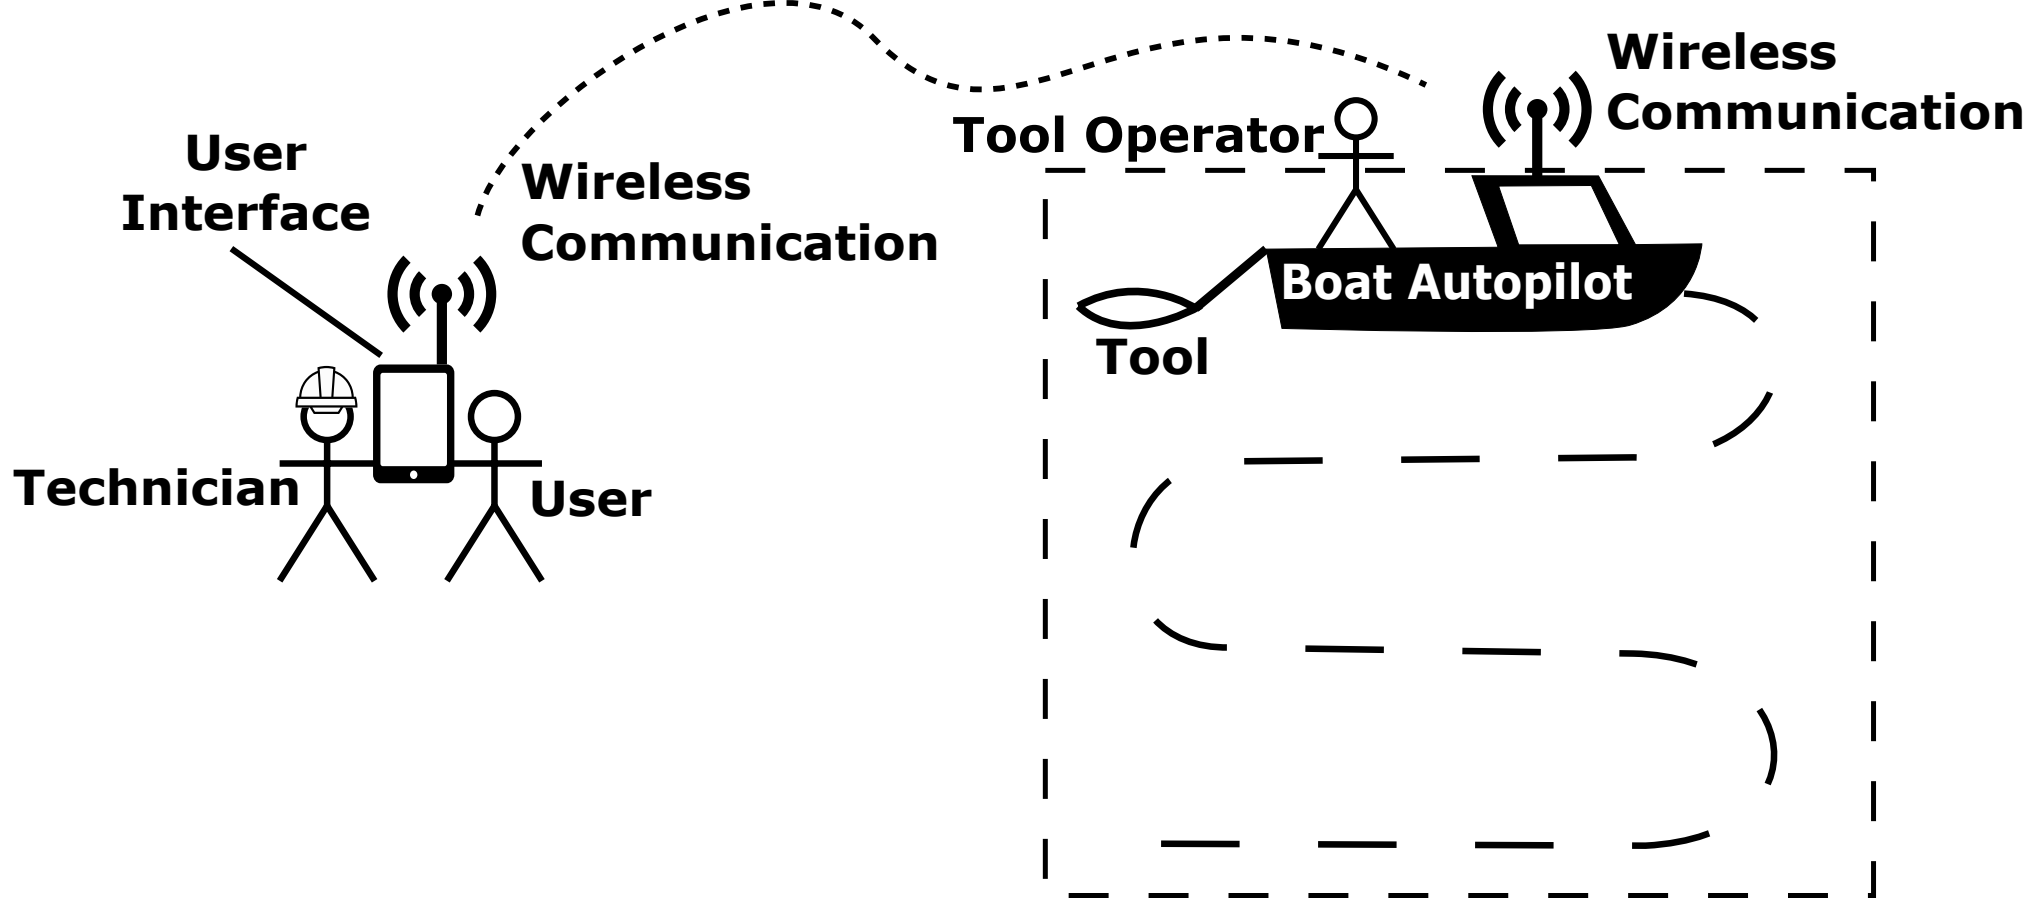 Wireless
Communication
Tool Operator
User
Interface
Wireless
Communication
Boat Autopilot
Tool
Technician
User